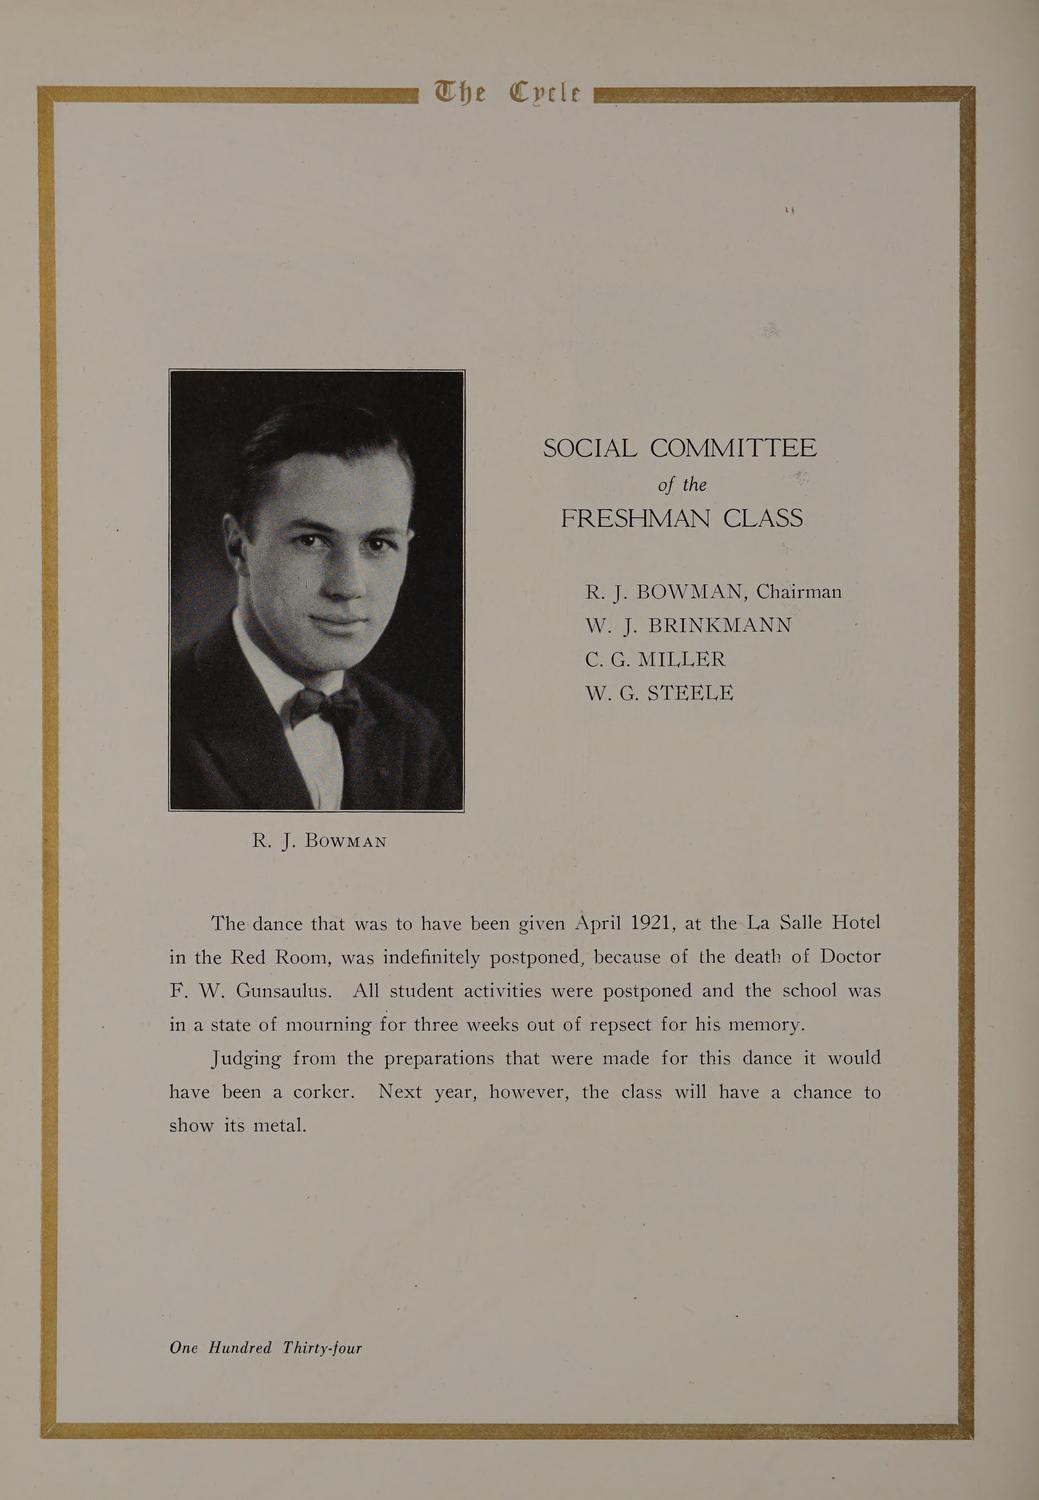 The Cycle
SOCIAL COMMITTEE
of the
FRESHMAN CLASS
R. J. BOWMAN, Chairman
W. J. BRINKMANN
C. G. MILLER
W. G. STEELE
R. J. BOWMAN
The dance that was to have been given April 1921, at the La Salle Hotel
in the Red Room, was indefinitely postponed, because of the death of Doctor
F. W. Gunsaulus. All student activities were postponed and the school was
in a state of mourning for three weeks out of repsect for his memory.
Judging from the preparations that were made for this dance it would
have been a corker. Next year, however, the class will have a chance to
show its metal.
One Hundred Thirty-four